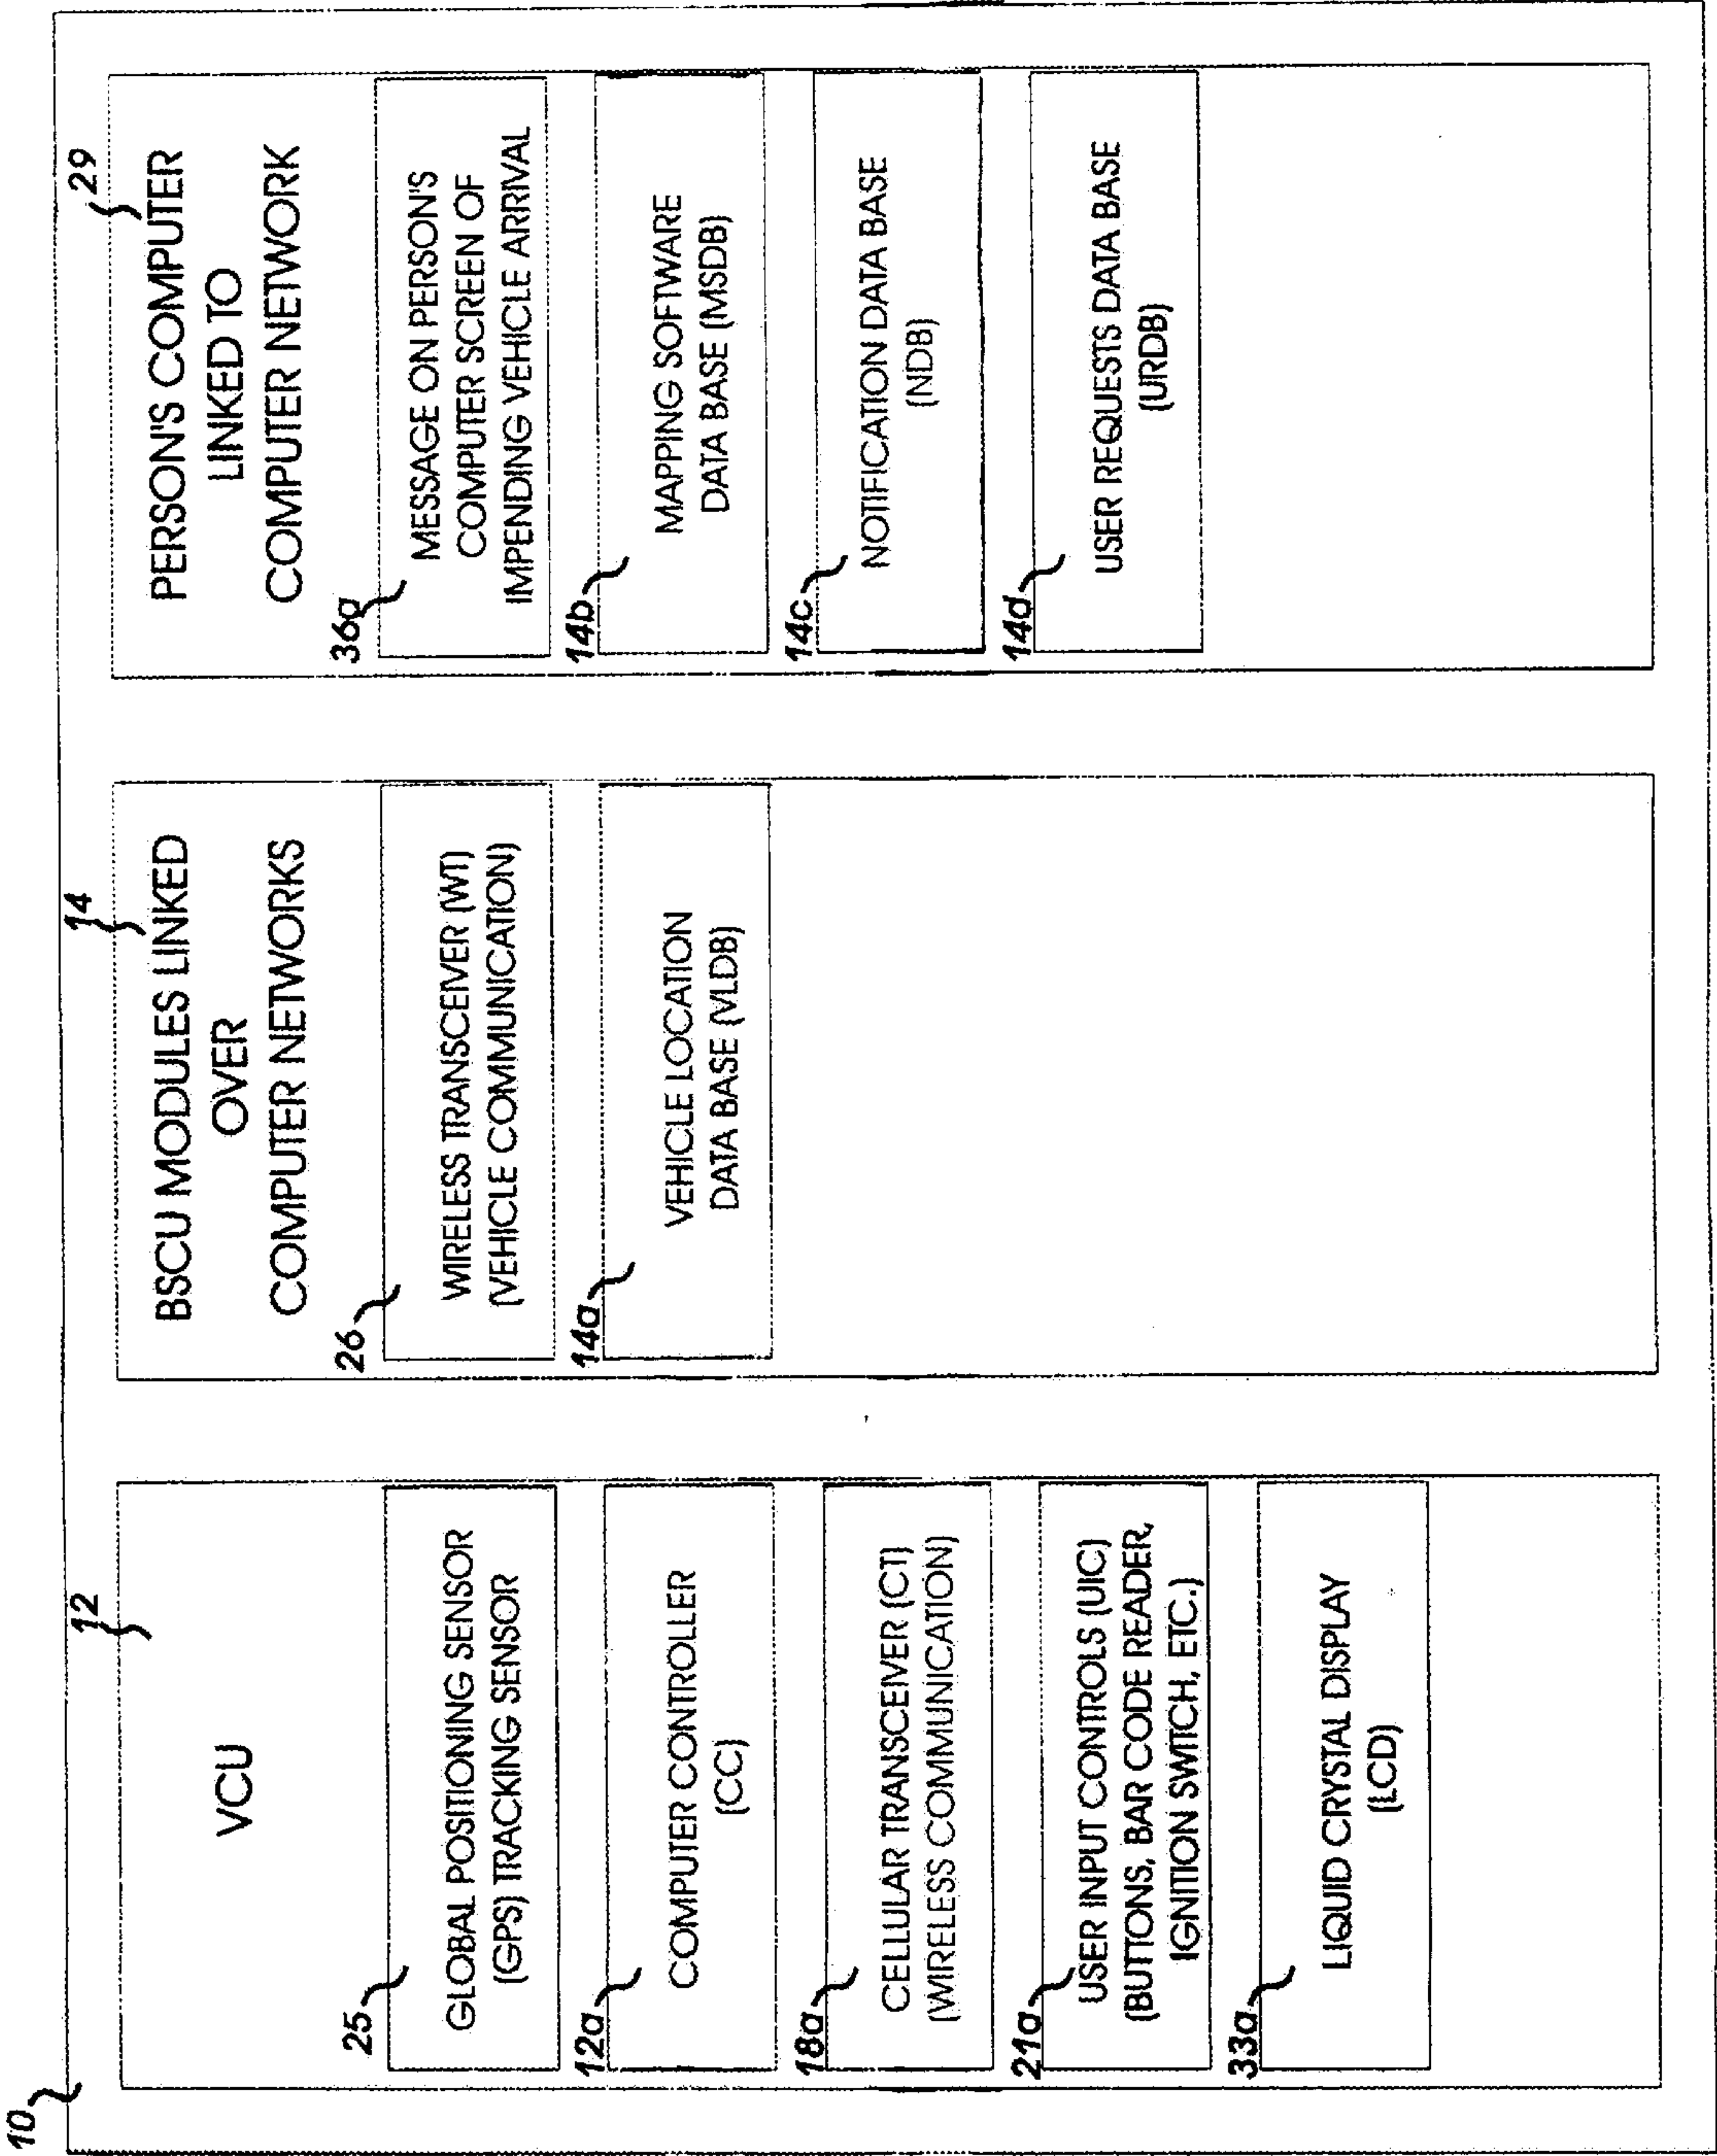 10
12
VCU
25
GLOBAL POSITIONING SENSOR
(GPS) TRACKING SENSOR
12a
COMPUTER CONTROLLER
(CC)
18a
CELLULAR TRANSCEIVER (CT)
(WIRELESS COMMUNICATION)
21a
USER INPUT CONTROLS (UIC)
(BUTTONS, BAR CODE READER,
IGNITION SWITCH, ETC.)
33a
LIQUID CRYSTAL DISPLAY
(LCD)
14
BSCU MODULES LINKED
OVER
COMPUTER NETWORKS
26
WIRELESS TRANSCEIVER (WT)
(VEHICLE COMMUNICATION)
14a
VEHICLE LOCATION
DATA BASE (VLDB)
29
PERSON'S COMPUTER
LINKED TO
COMPUTER NETWORK
36a
MESSAGE ON PERSON'S
COMPUTER SCREEN OF
IMPENDING VEHICLE ARRIVAL
14b
MAPPING SOFTWARE
DATA BASE (MSDB)
14c
NOTIFICATION DATA BASE
(NDB)
14d
USER REQUESTS DATA BASE
(URDB)